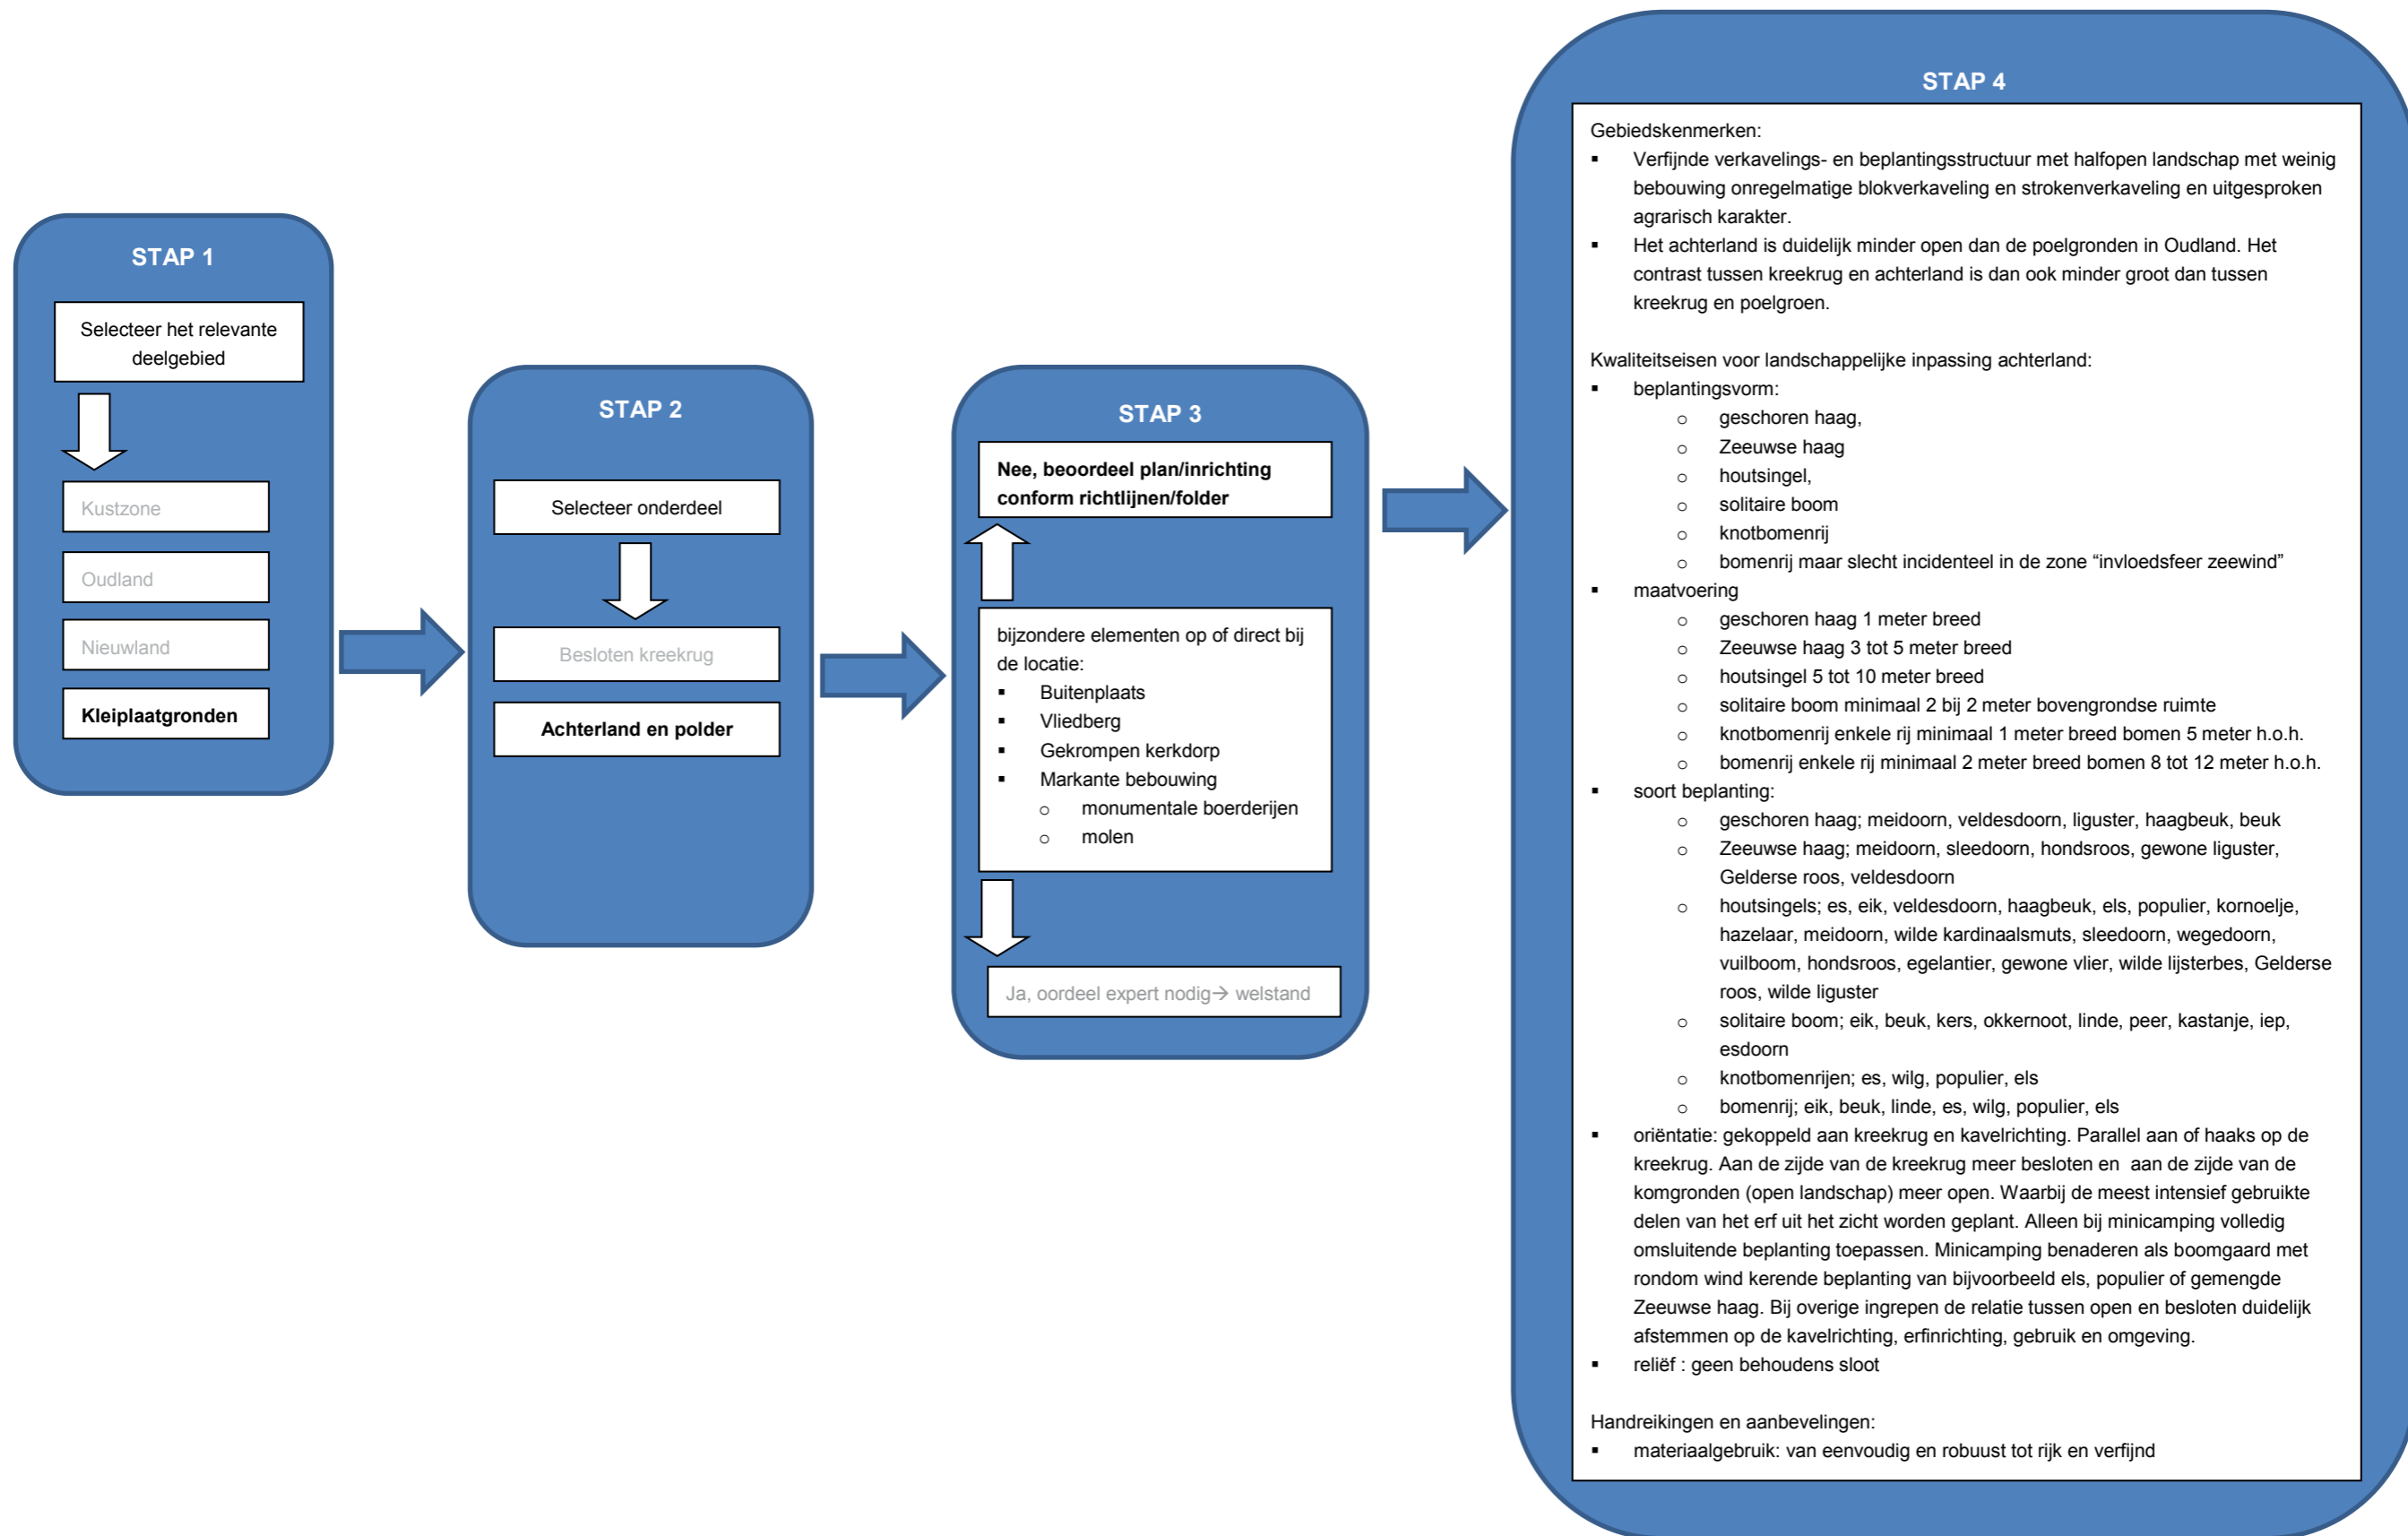 STAP 1
Selecteer het relevante
deelgebied
Kustzone
Oudland
Nieuwland
Kleiplaatgronden
STAP 2
Selecteer onderdeel
Besloten kreekrug
Achterland en polder
STAP 3
Nee, beoordeel plan/inrichting
conform richtlijnen/folder
bijzondere elementen op of direct bij
de locatie:
▪ Buitenplaats
▪ Vliedberg
▪ Gekrompen kerkdorp
▪ Markante bebouwing
o monumentale boerderijen
o molen
Ja, oordeel expert nodig→ welstand
STAP 4
Gebiedskenmerken:
▪ Verfijnde verkavelings- en beplantingsstructuur met halfopen landschap met weinig
bebouwing onregelmatige blokverkaveling en strokenverkaveling en uitgesproken
agrarisch karakter.
▪ Het achterland is duidelijk minder open dan de poelgronden in Oudland. Het
contrast tussen kreekrug en achterland is dan ook minder groot dan tussen
kreekrug en poelgroen.
Kwaliteitseisen voor landschappelijke inpassing achterland:
▪ beplantingsvorm:
o geschoren haag,
o Zeeuwse haag
o houtsingel,
o solitaire boom
o knotbomenrij
o bomenrij maar slecht incidenteel in de zone “invloedsfeer zeewind”
▪ maatvoering
o geschoren haag 1 meter breed
o Zeeuwse haag 3 tot 5 meter breed
o houtsingel 5 tot 10 meter breed
o solitaire boom minimaal 2 bij 2 meter bovengrondse ruimte
o knotbomenrij enkele rij minimaal 1 meter breed bomen 5 meter h.o.h.
o bomenrij enkele rij minimaal 2 meter breed bomen 8 tot 12 meter h.o.h.
▪ soort beplanting:
o geschoren haag; meidoorn, veldesdoorn, liguster, haagbeuk, beuk
o Zeeuwse haag; meidoorn, sleedoorn, hondsroos, gewone liguster,
Gelderse roos, veldesdoorn
o houtsingels; es, eik, veldesdoorn, haagbeuk, els, populier, kornoelje,
hazelaar, meidoorn, wilde kardinaalsmuts, sleedoorn, wegedoorn,
vuilboom, hondsroos, egelantier, gewone vlier, wilde lijsterbes, Gelderse
roos, wilde liguster
o solitaire boom; eik, beuk, kers, okkernoot, linde, peer, kastanje, iep,
esdoorn
o knotbomenrijen; es, wilg, populier, els
o bomenrij; eik, beuk, linde, es, wilg, populier, els
▪ oriëntatie: gekoppeld aan kreekrug en kavelrichting. Parallel aan of haaks op de
kreekrug. Aan de zijde van de kreekrug meer besloten en aan de zijde van de
komgronden (open landschap) meer open. Waarbij de meest intensief gebruikte
delen van het erf uit het zicht worden geplant. Alleen bij minicamping volledig
omsluitende beplanting toepassen. Minicamping benaderen als boomgaard met
rondom wind kerende beplanting van bijvoorbeeld els, populier of gemengde
Zeeuwse haag. Bij overige ingrepen de relatie tussen open en besloten duidelijk
afstemmen op de kavelrichting, erfinrichting, gebruik en omgeving.
▪ reliëf : geen behoudens sloot
Handreikingen en aanbevelingen:
▪ materiaalgebruik: van eenvoudig en robuust tot rijk en verfijnd